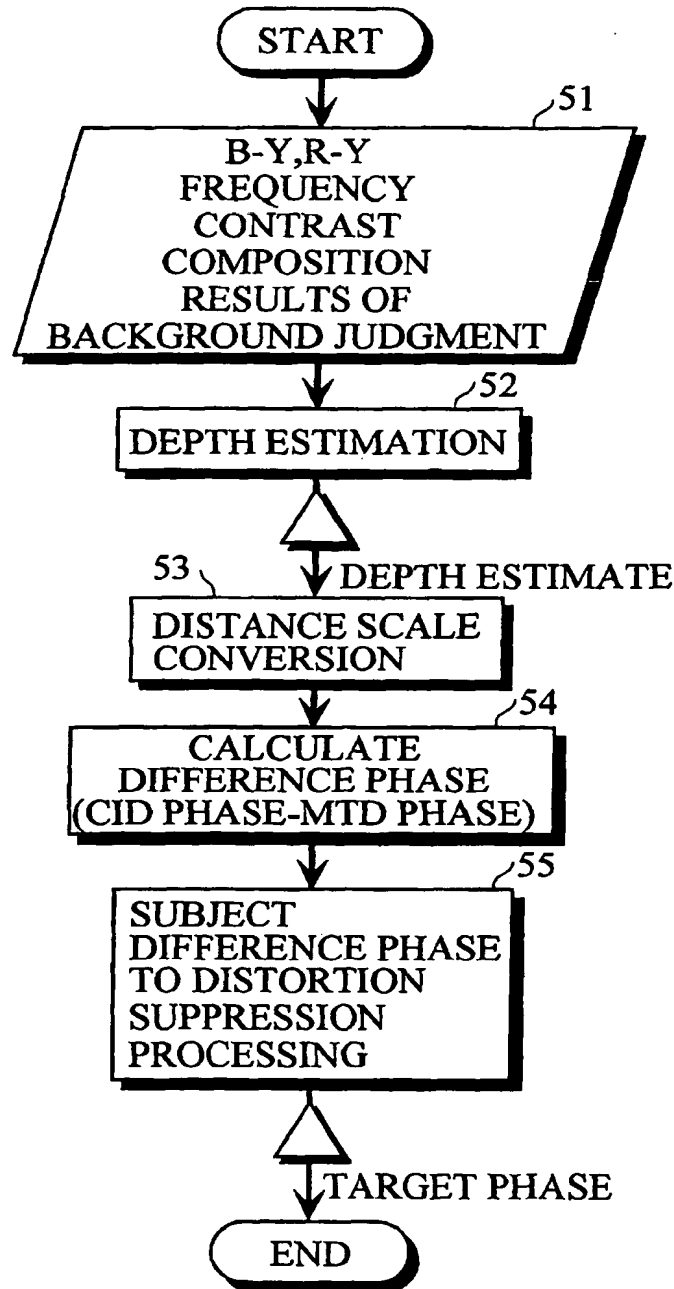 START
51
B-Y,R-Y
FREQUENCY
CONTRAST
COMPOSITION
RESULTS OF
BACKGROUND JUDGMENT
52
DEPTH ESTIMATION
DEPTH ESTIMATE
53
DISTANCE SCALE
CONVERSION
54
CALCULATE
DIFFERENCE PHASE
(CID PHASE-MTD PHASE)
55
SUBJECT
DIFFERENCE PHASE
TO DISTORTION
SUPPRESSION
PROCESSING
TARGET PHASE
END